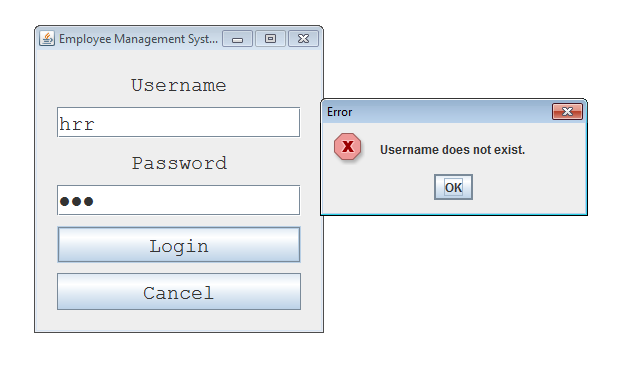 Employee Management Syst...
Username
hrr
Password
●●●
Login
Cancel
Error
Username does not exist.
OK